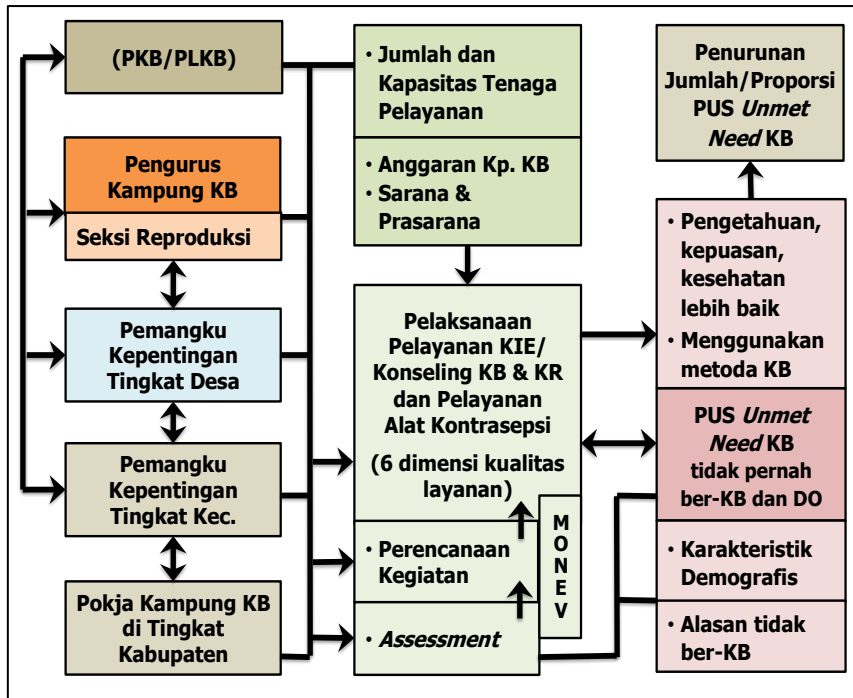 (PKB/PLKB)
Pengurus
Kampung KB
Seksi Reproduksi
Pemangku
Kepentingan
Tingkat Desa
Pemangku
Kepentingan
Tingkat Kec.
Pokja Kampung KB
di Tingkat
Kabupaten
• Jumlah dan
Kapasitas Tenaga
Pelayanan
• Anggaran Kp. KB
• Sarana &
Prasarana
Pelaksanaan
Pelayanan KIE/
Konseling KB & KR
dan Pelayanan
Alat Kontrasepsi
(6 dimensi kualitas
layanan)
• Perencanaan
Kegiatan
• Assessment
M
O
N
E
V
Penurunan
Jumlah/Proporsi
PUS Unmet
Need KB
• Pengetahuan,
kepuasan,
kesehatan
lebih baik
• Menggunakan
metoda KB
PUS Unmet
Need KB
tidak pernah
ber-KB dan DO
• Karakteristik
Demografis
• Alasan tidak
ber-KB